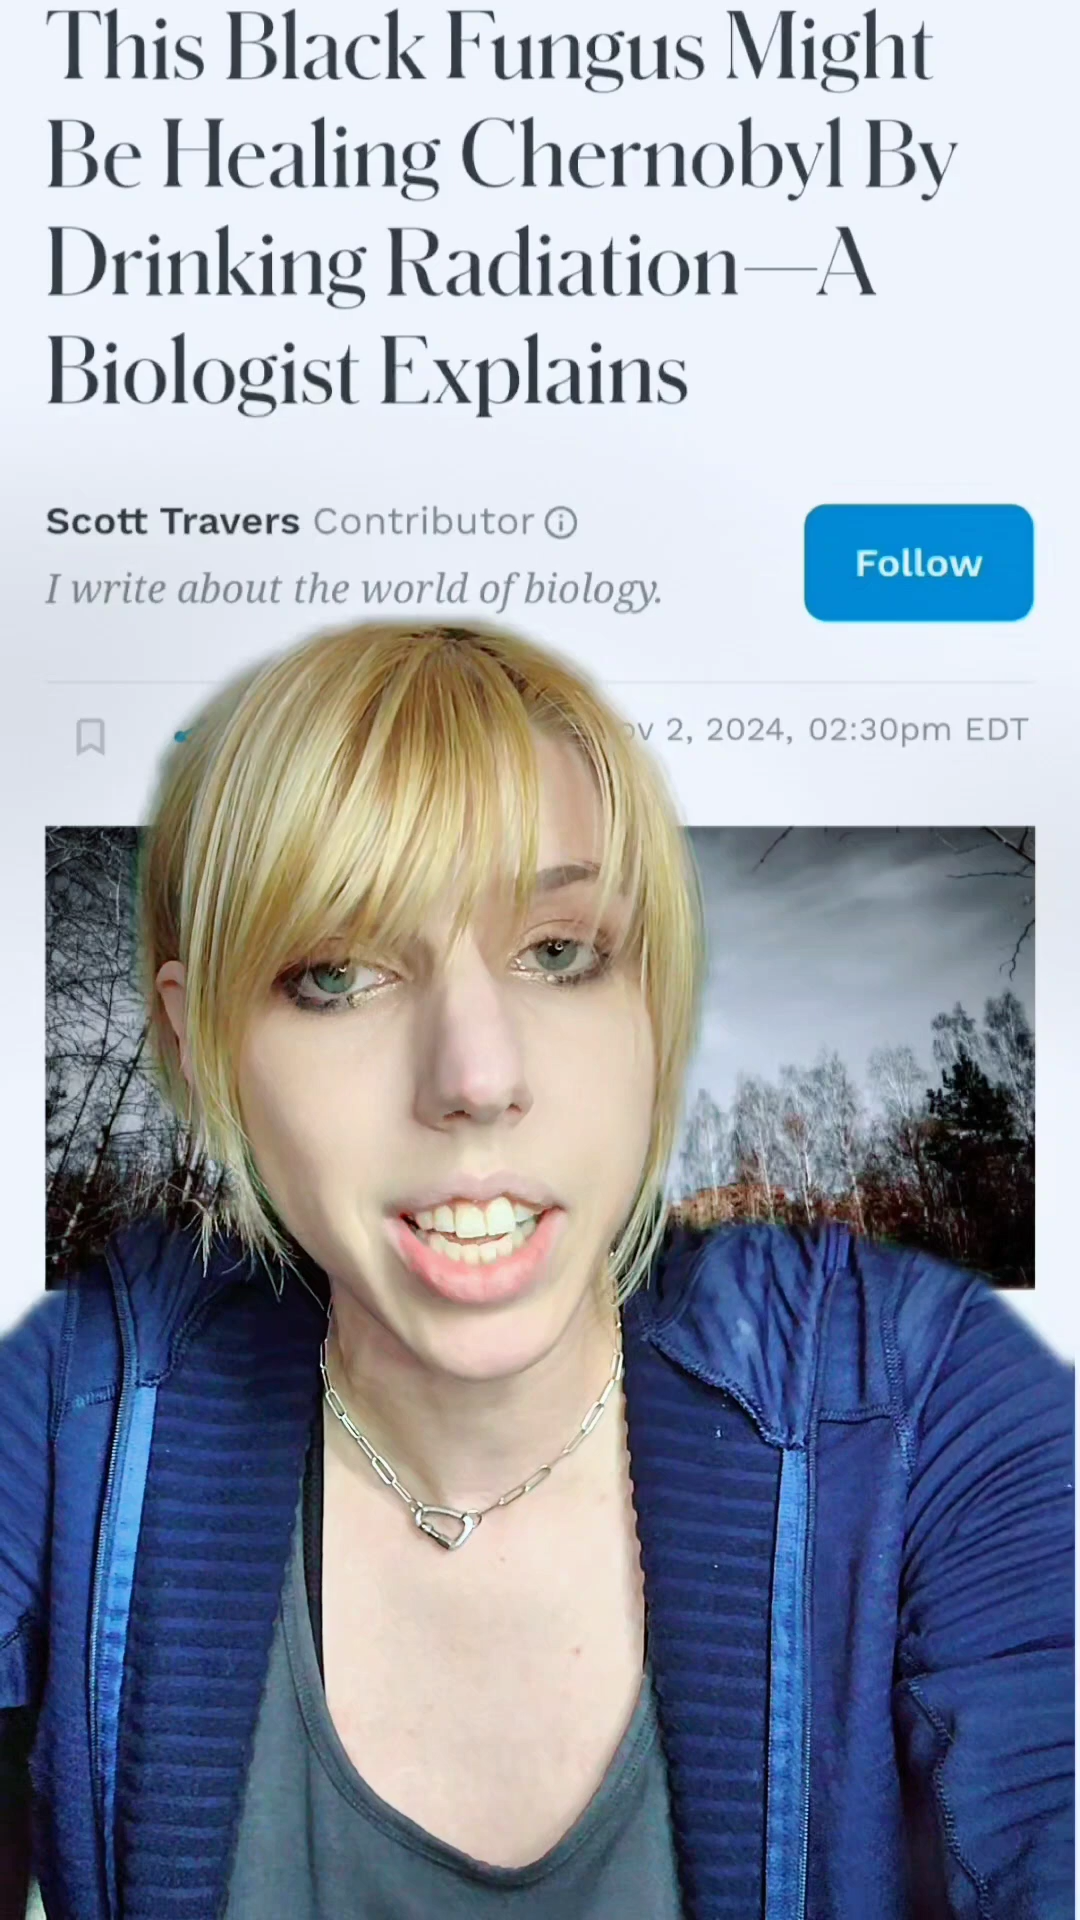 This Black Fungus Might
Be Healing Chernobyl By
Drinking Radiation—A
Biologist Explains
Scott Travers Contributor
Follow
I write about the world of biology.
2, 2024, 02:30pm EDT